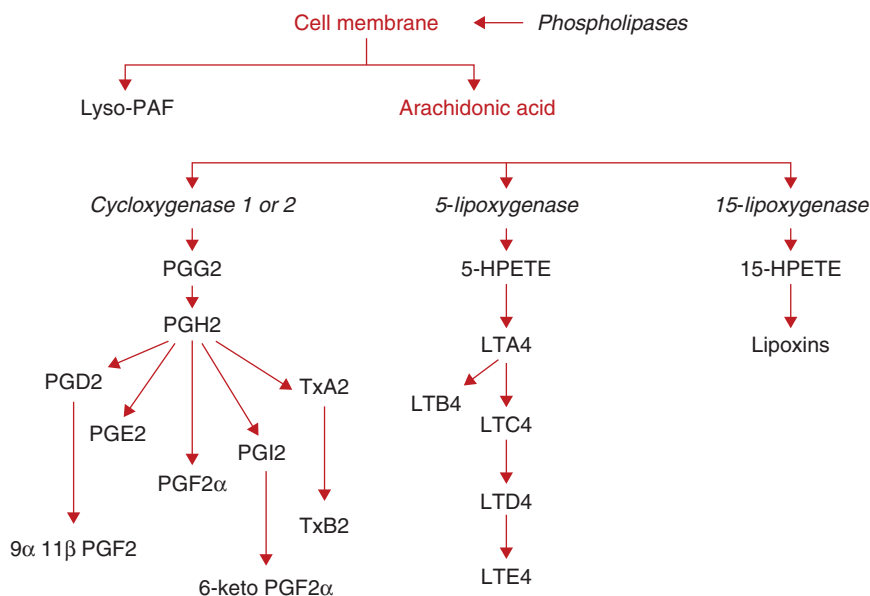 Cell membrane
Phospholipases
Lyso-PAF
Arachidonic acid
Cycloxygenase 1 or 2
5-lipoxygenase
15-lipoxygenase
PGG2
5-HPETE
15-HPETE
PGH2
LTA4
Lipoxins
PGD2
TxA2
LTB4
PGE2
LTC4
PGI2
PGF2α
LTD4
TxB2
9α 11β PGF2
LTE4
6-keto PGF2α